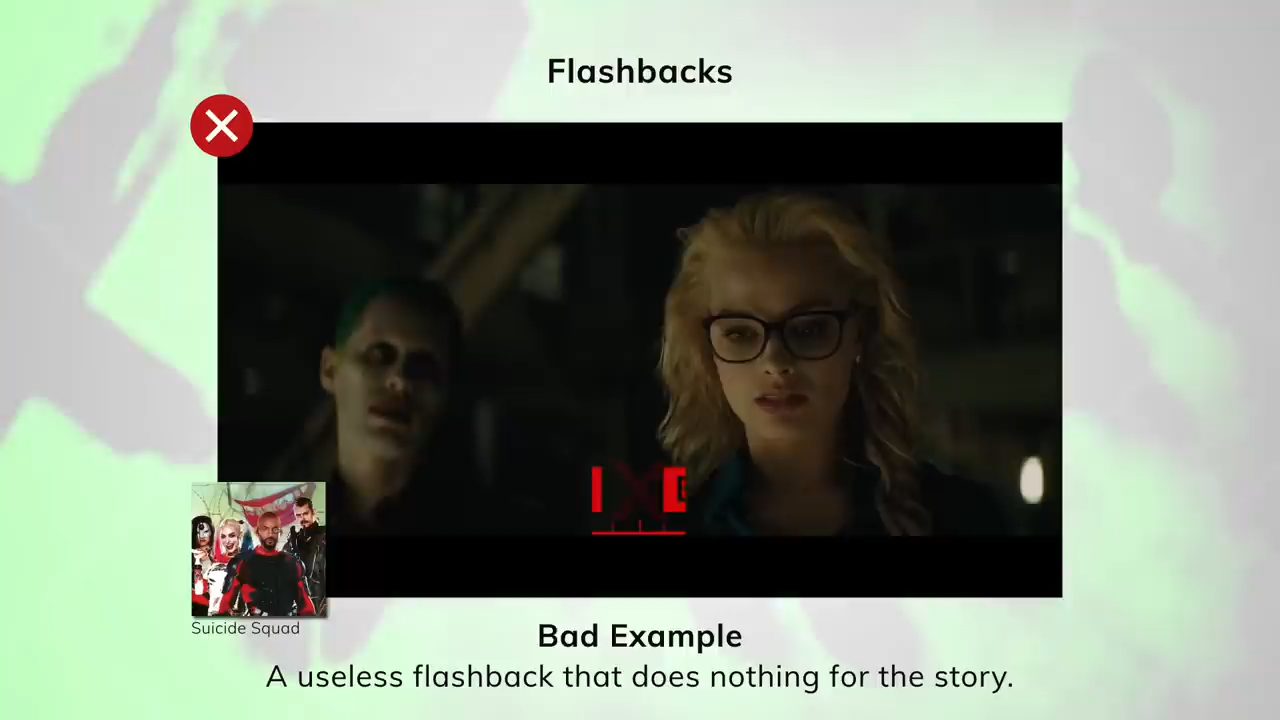 Flashbacks
Suicide Squad
Bad Example
A useless flashback that does nothing for the story.